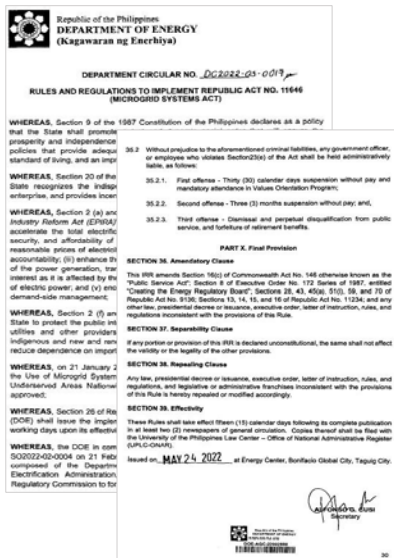 Republic of the Philippines
DEPARTMENT OF ENERGY
(Kagawaran ng Enerhiya)
DEPARTMENT CIRCULAR NO. DC2022-05-0017
RULES AND REGULATIONS TO IMPLEMENT REPUBLIC ACT NO. 11646
(MICROGRID SYSTEMS ACT)
WHEREAS, Section 9 of the 1987 Constitution of the Philippines declares as a policy
that the State shall promote
prosperity and independence
policies that provide adequ
standard of living, and an impr
WHEREAS, Section 20 of the
State recognizes the indisp
enterprise, and provides incen
WHEREAS, Section 2 (a) and
Industry Reform Act (EPIRA)
accelerate the total electrific
security, and affordability of
reasonable prices of electricit
accountability; (iii) enhance th
of the power generation, tran
interest as it is affected by th
of electric power; and (v) enc
demand-side management;
WHEREAS, Section 2 (f) an
State to protect the public int
utilities and other providers
indigenous and new and rene
reduce dependence on import
WHEREAS, on 21 January 2
the Use of Microgrid System
Underserved Areas Nationwi
approved;
WHEREAS, Section 26 of Re
(DOE) shall issue the implem
working days upon its effectivi
WHEREAS, the DOE in com
SO2022-02-0004 on 21 Febr
composed of the Departme
Electrification Administration,
Regulatory Commission to for
35.2 Without prejudice to the aforementioned criminal liabilities, any government officer,
or employee who violates Section23(e) of the Act shall be held administratively
liable, as follows:
35.2.1. First offense - Thirty (30) calendar days suspension without pay and
mandatory attendance in Values Orientation Program;
35.2.2. Second offense - Three (3) months suspension without pay; and,
35.2.3. Third offense - Dismissal and perpetual disqualification from public
service, and forfeiture of retirement benefits.
PART X. Final Provision
SECTION 36. Amendatory Clause
This IRR amends Section 16(c) of Commonwealth Act No. 146 otherwise known as the
"Public Service Act"; Section 8 of Executive Order No. 172 Series of 1987, entitled
"Creating the Energy Regulatory Board"; Sections 28, 43, 45(a), 51(l), 59, and 70 of
Republic Act No. 9136; Sections 13, 14, 15, and 16 of Republic Act No. 11234; and any
other law, presidential decree or issuance, executive order, letter of instruction, rules, and
regulations inconsistent with the provisions of this Rule.
SECTION 37. Separability Clause
If any portion or provision of this IRR is declared unconstitutional, the same shall not affect
the validity or the legality of the other provisions.
SECTION 38. Repealing Clause
Any law, presidential decree or issuance, executive order, letter of instruction, rules, and
regulations, and legislative or administrative franchises inconsistent with the provisions
of this Rule is hereby repealed or modified accordingly.
SECTION 39. Effectivity
These Rules shall take effect fifteen (15) calendar days following its complete publication
in at least two (2) newspapers of general circulation. Copies thereof shall be filed with
the University of the Philippines Law Center – Office of National Administrative Register
(UPLC-ONAR).
Issued on MAY 24 2022, at Energy Center, Bonifacio Global City, Taguig City.
ALFONSO G. CUSI
Secretary
30